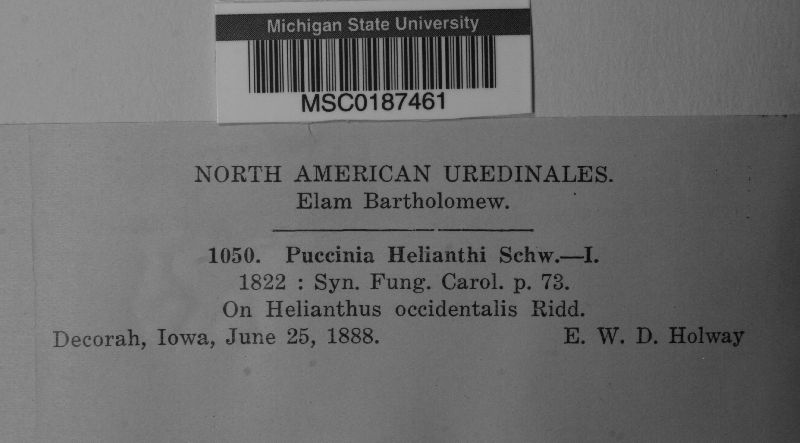 Michigan State University
MSC0187461
NORTH AMERICAN UREDINALES.
Elam Bartholomew.
1050. Puccinia Helianthi Schw.—I.
1822 : Syn. Fung. Carol. p. 73.
On Helianthus occidentalis Ridd.
Decorah, Iowa, June 25, 1888. E. W. D. Holway